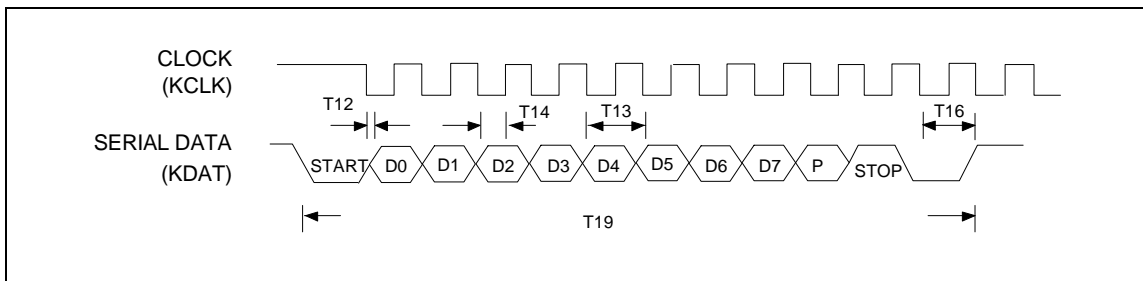 CLOCK
(KCLK)
T12
T14
T13
T16
SERIAL DATA
(KDAT)
START D0 D1 D2 D3 D4 D5 D6 D7 P STOP
T19